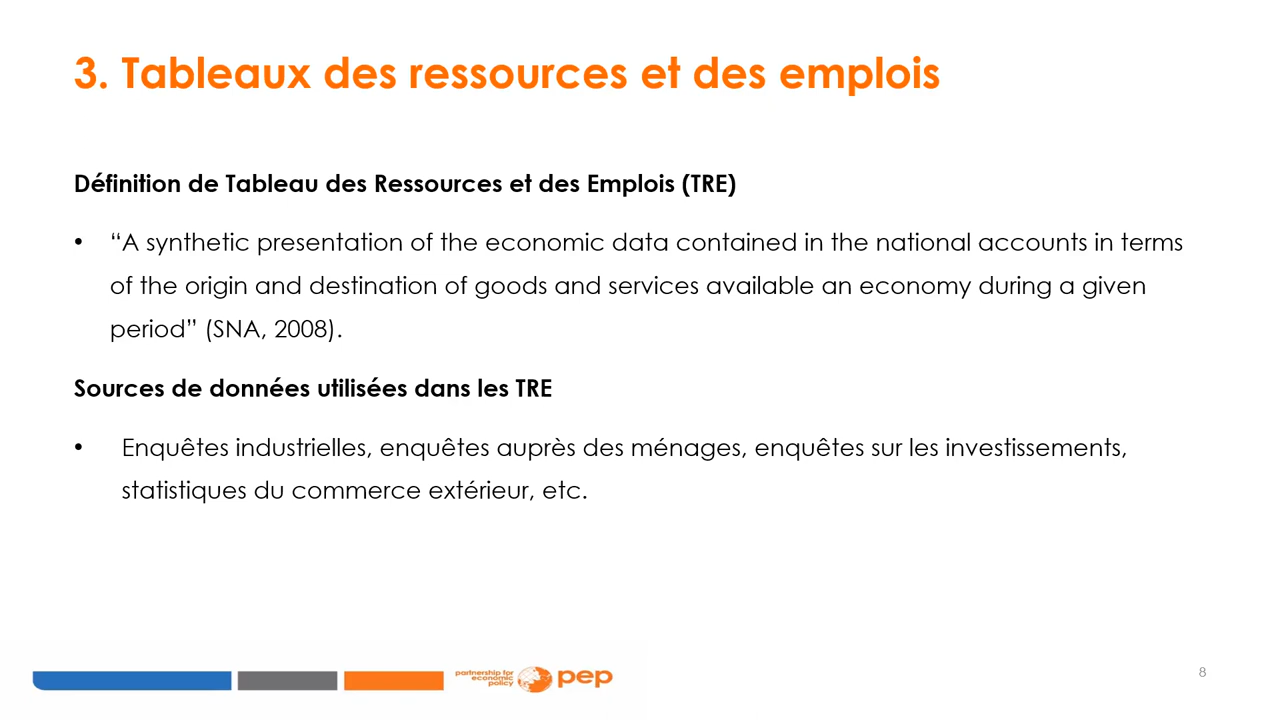 3. Tableaux des ressources et des emplois
Définition de Tableau des Ressources et des Emplois (TRE)
• “A synthetic presentation of the economic data contained in the national accounts in terms
of the origin and destination of goods and services available an economy during a given
period” (SNA, 2008).
Sources de données utilisées dans les TRE
• Enquêtes industrielles, enquêtes auprès des ménages, enquêtes sur les investissements,
statistiques du commerce extérieur, etc.
partnership for
economic
policy
pep
8